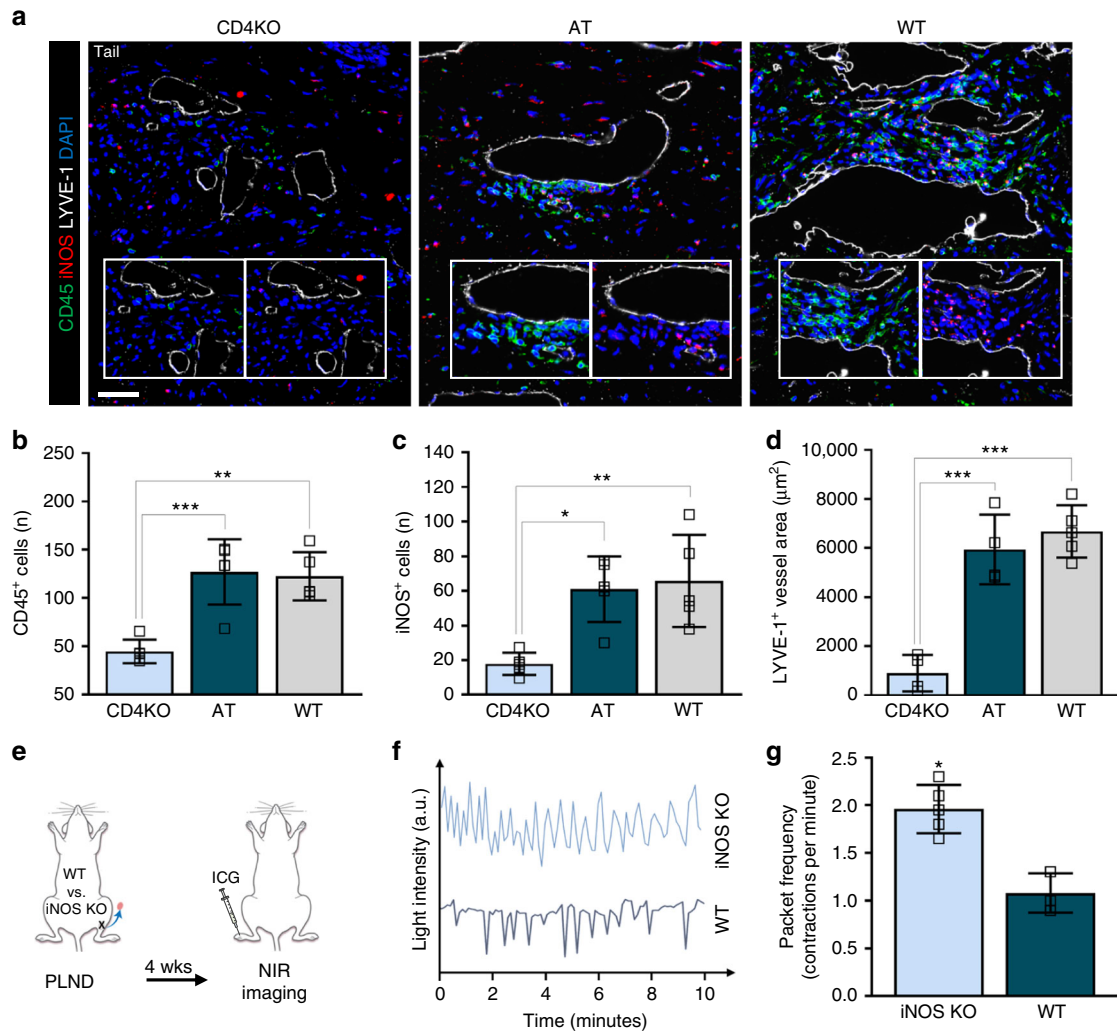 a
CD4KO
AT
WT
Tail
CD45 iNOS LYVE-1 DAPI
b
CD45⁺ cells (n)
250
200
150
100
50
50
**
***
CD4KO
AT
WT
c
iNOS⁺ cells (n)
140
120
100
80
60
40
20
0
**
*
CD4KO
AT
WT
d
LYVE-1⁺ vessel area (µm²)
10,000
8000
6000
4000
2000
0
***
***
CD4KO
AT
WT
e
WT
vs.
iNOS KO
x
PLND
4 wks
ICG
NIR
imaging
f
Light intensity (a.u.)
iNOS KO
WT
0 2 4 6 8 10
Time (minutes)
g
Packet frequency
(contractions per minute)
2.5
2.0
1.5
1.0
0.5
0.0
*
iNOS KO
WT